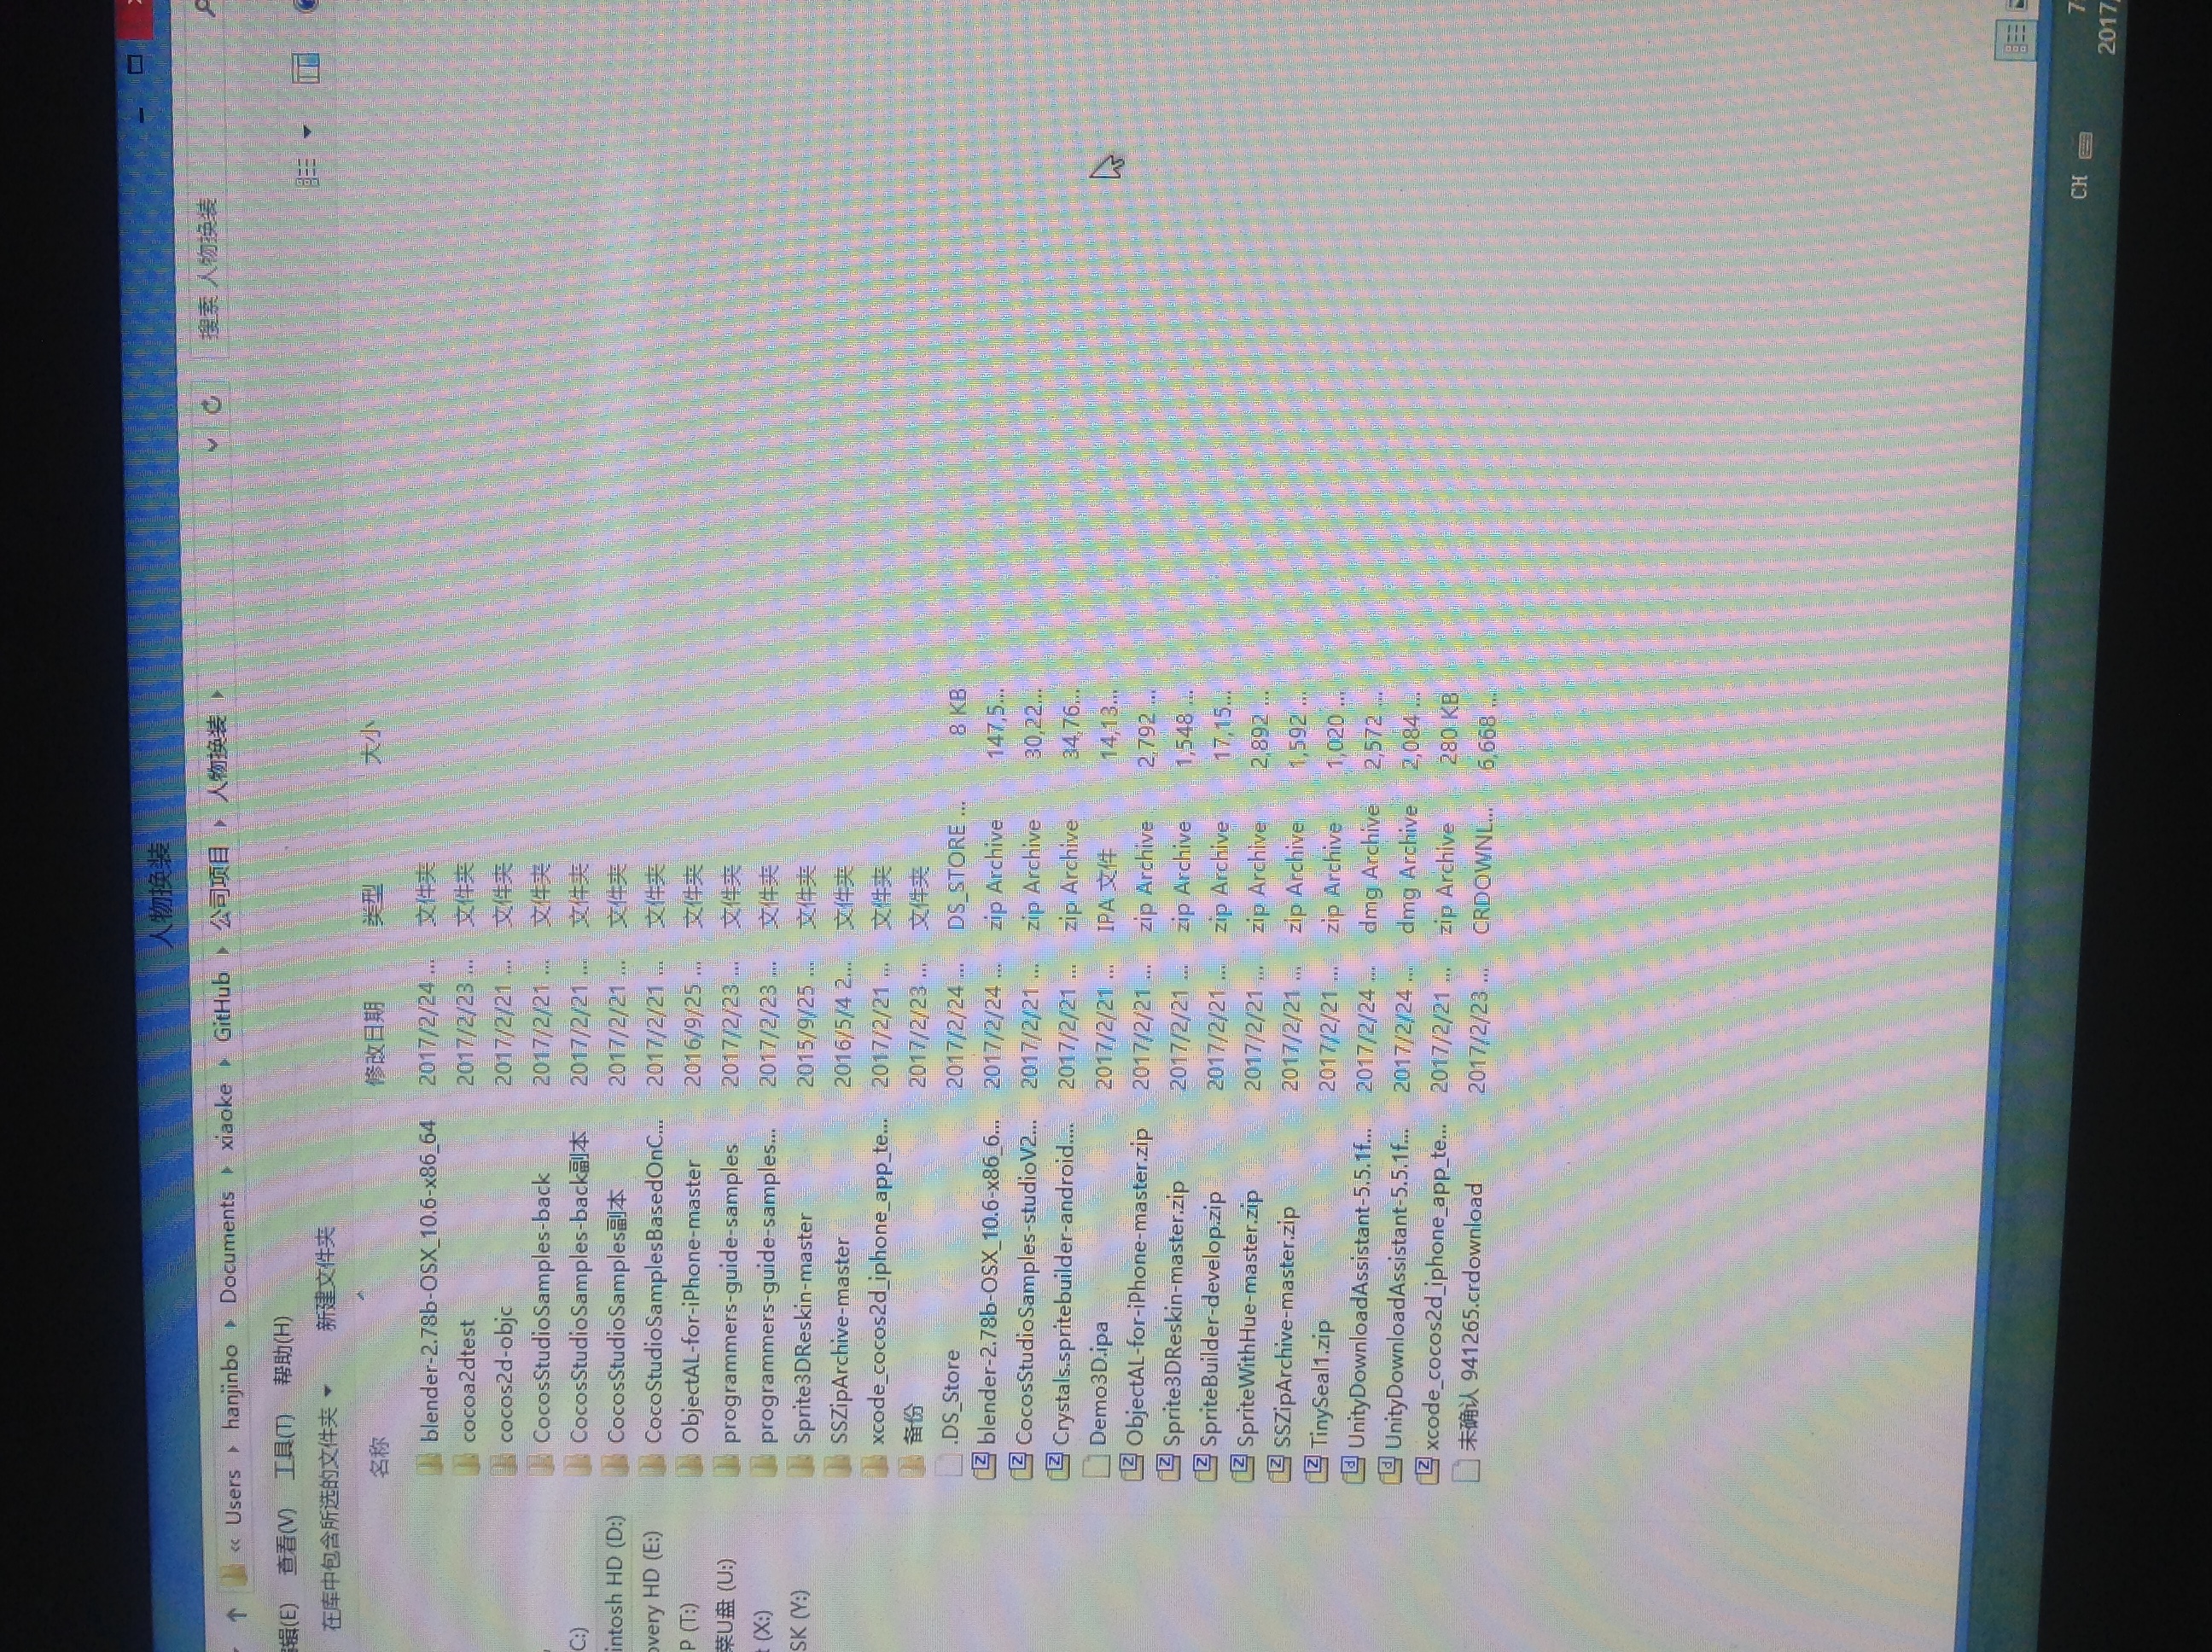 人物换装
« Users › hanjinbo › Documents › xiaoke › GitHub › 公司项目 › 人物换装 › 搜索 人物换装
辑(E) 查看(V) 工具(T) 帮助(H)
在库中包含所选的文件夹 新建文件夹
名称 修改日期 类型 大小
blender-2.78b-OSX_10.6-x86_64 2017/2/24 ... 文件夹
cocoa2dtest 2017/2/23 ... 文件夹
cocos2d-objc 2017/2/21 ... 文件夹
CocosStudioSamples-back 2017/2/21 ... 文件夹
C:) CocosStudioSamples-back副本 2017/2/21 ... 文件夹
intosh HD (D:) CocosStudioSamples副本 2017/2/21 ... 文件夹
overy HD (E:) CocoStudioSamplesBasedOnC... 2017/2/21 ... 文件夹
P (T:) ObjectAL-for-iPhone-master 2016/9/25 ... 文件夹
菜U盘 (U:) programmers-guide-samples 2017/2/23 ... 文件夹
t (X:) programmers-guide-samples... 2017/2/23 ... 文件夹
SK (Y:) Sprite3DReskin-master 2015/9/25 ... 文件夹
SSZipArchive-master 2016/5/4 2... 文件夹
xcode_cocos2d_iphone_app_te... 2017/2/21 ... 文件夹
备份 2017/2/23 ... 文件夹
.DS_Store 2017/2/24 ... DS_STORE ... 8 KB
blender-2.78b-OSX_10.6-x86_6... 2017/2/24 ... zip Archive 147,5...
CocosStudioSamples-studioV2... 2017/2/21 ... zip Archive 30,22...
Crystals.spritebuilder-android.... 2017/2/21 ... zip Archive 34,76...
Demo3D.ipa 2017/2/21 ... IPA 文件 14,13...
ObjectAL-for-iPhone-master.zip 2017/2/21 ... zip Archive 2,792 ...
Sprite3DReskin-master.zip 2017/2/21 ... zip Archive 1,548 ...
SpriteBuilder-develop.zip 2017/2/21 ... zip Archive 17,15...
SpriteWithHue-master.zip 2017/2/21 ... zip Archive 2,892 ...
SSZipArchive-master.zip 2017/2/21 ... zip Archive 1,592 ...
TinySeal1.zip 2017/2/21 ... zip Archive 1,020 ...
UnityDownloadAssistant-5.5.1f... 2017/2/24 ... dmg Archive 2,572 ...
UnityDownloadAssistant-5.5.1f... 2017/2/24 ... dmg Archive 2,084 ...
xcode_cocos2d_iphone_app_te... 2017/2/21 ... zip Archive 280 KB
未确认 941265.crdownload 2017/2/23 ... CRDOWNL... 6,668 ...
CH 7
2017